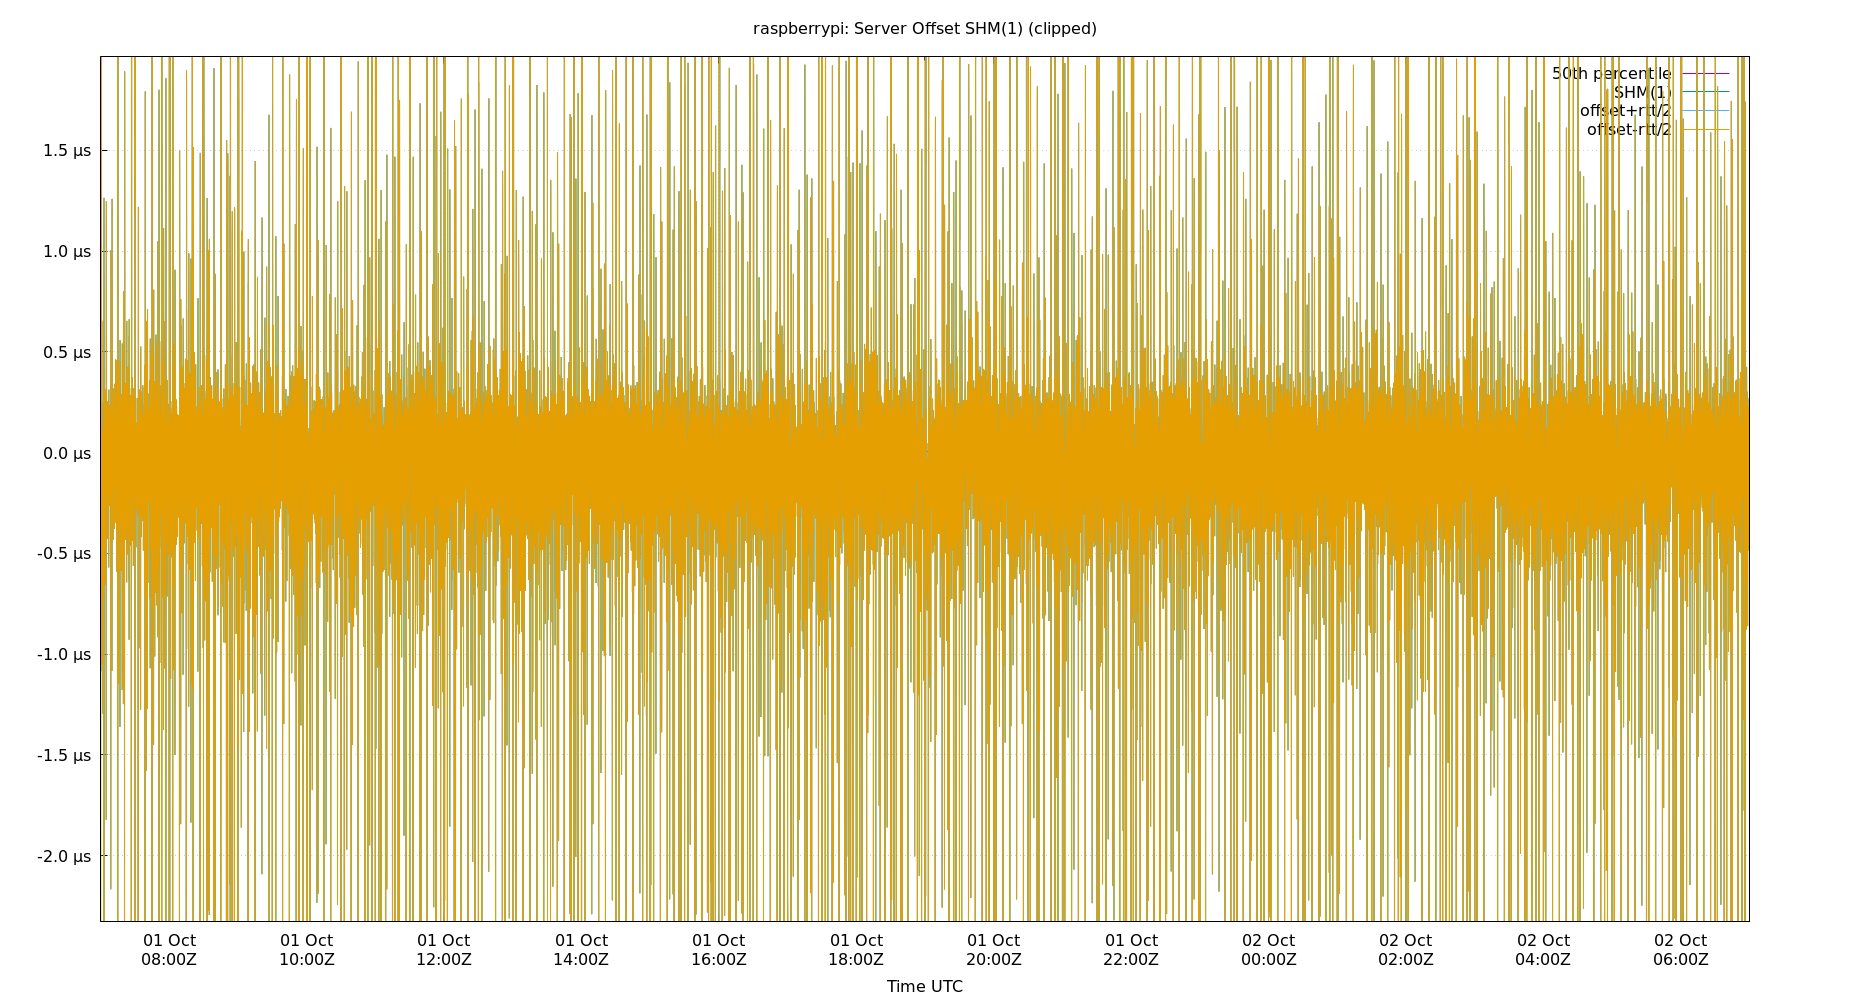 raspberrypi: Server Offset SHM(1) (clipped)
50th percentile
SHM(1)
offset+rtt/2
offset-rtt/2
1.5 µs
1.0 µs
0.5 µs
0.0 µs
-0.5 µs
-1.0 µs
-1.5 µs
-2.0 µs
01 Oct 01 Oct 01 Oct 01 Oct 01 Oct 01 Oct 01 Oct 01 Oct 02 Oct 02 Oct 02 Oct 02 Oct
08:00Z 10:00Z 12:00Z 14:00Z 16:00Z 18:00Z 20:00Z 22:00Z 00:00Z 02:00Z 04:00Z 06:00Z
Time UTC